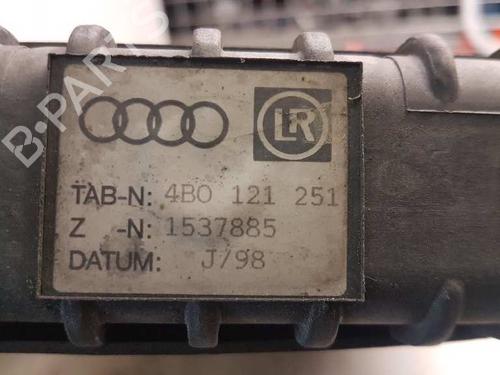 B-PARTS
LR
TAB-N: 4B0 121 251
Z -N: 1537885
DATUM: J/98